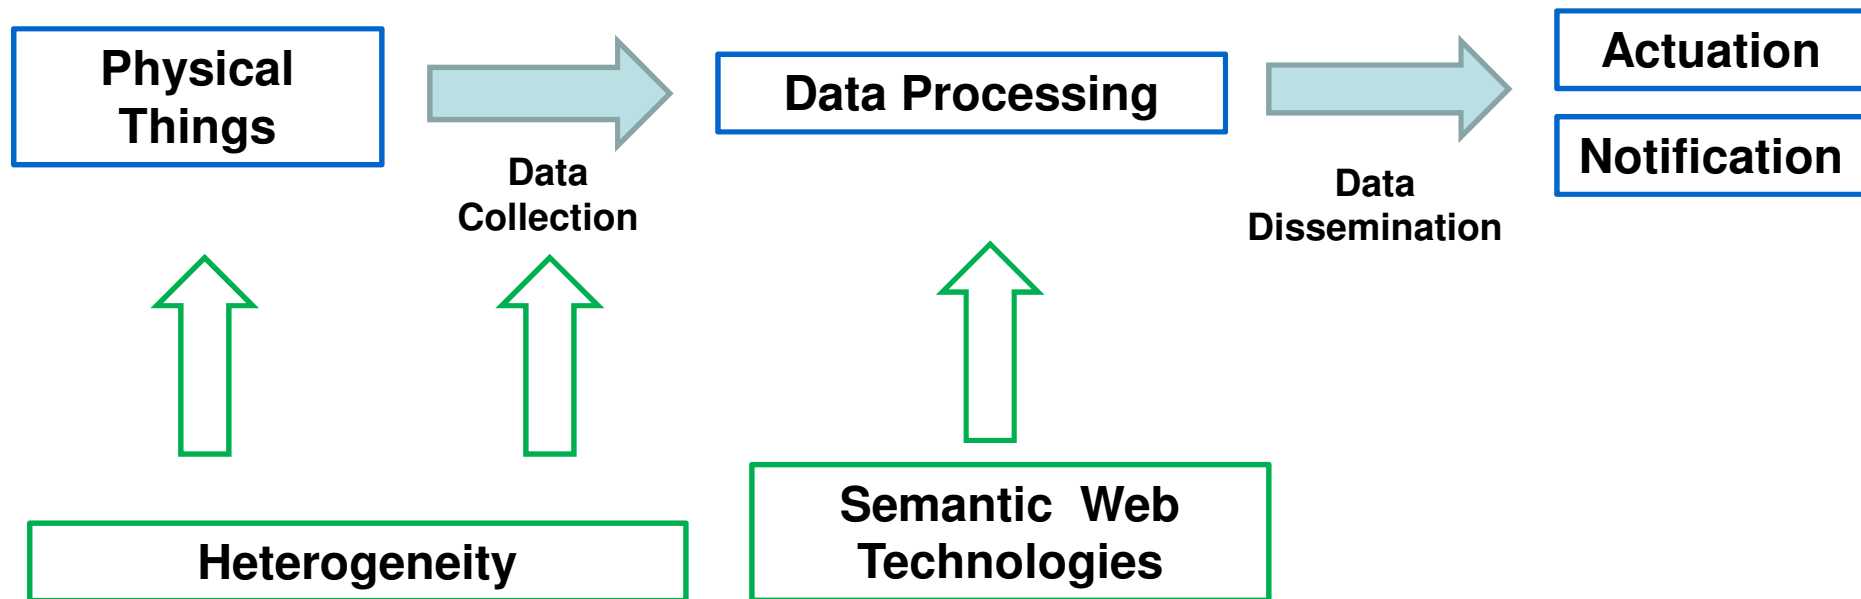 Physical
Things
Data
Collection
Data Processing
Data
Dissemination
Actuation
Notification
Heterogeneity
Semantic Web
Technologies